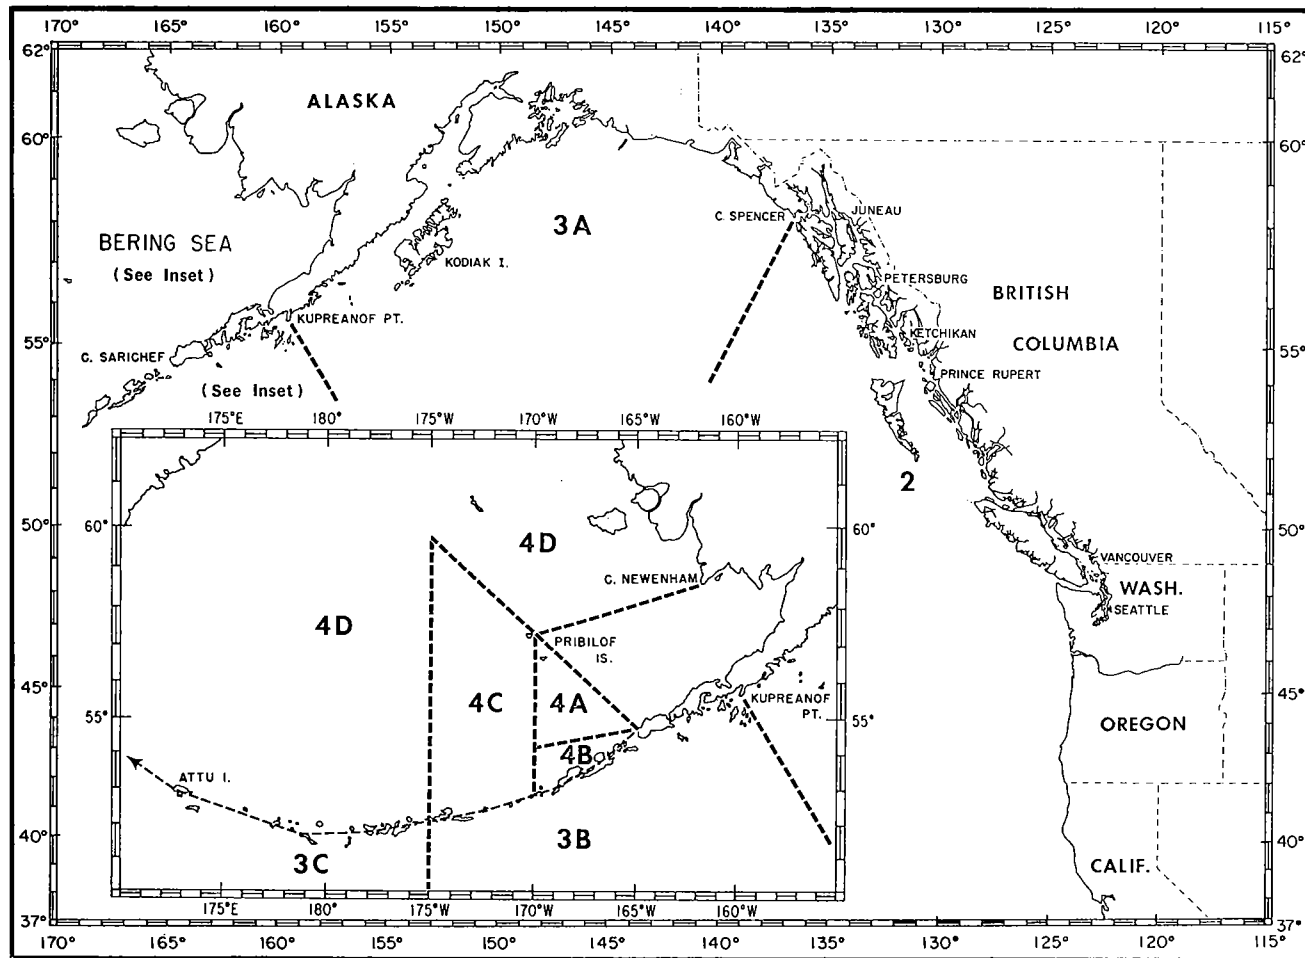 170° 160° 155° 150° 145° 140° 135° 130° 125° 120° 115°
62° 62°
ALASKA
60° 60°
C. SPENCER JUNEAU
3A
BERING SEA
(See Inset)
KODIAK I.
PETERSBURG
BRITISH
COLUMBIA
KUPREANOF PT.
KETCHIKAN
55° 55°
C. SARICHEF
PRINCE RUPERT
(See Inset)
175°E 180° 175°W 170°W 165°W 160°W
2
60° 60°
50° 50°
4D
C. NEWENHAM
VANCOUVER
WASH.
SEATTLE
4D
PRIBILOF
IS.
4C 4A
KUPREANOF
PT.
45° 45°
55° 55°
OREGON
4B
ATTU I.
40° 40°
3B
3C
CALIF.
175°E 180° 175°W 170°W 165°W 160°W
37° 37°
170° 165° 160° 155° 150° 145° 140° 135° 130° 125° 120° 115°